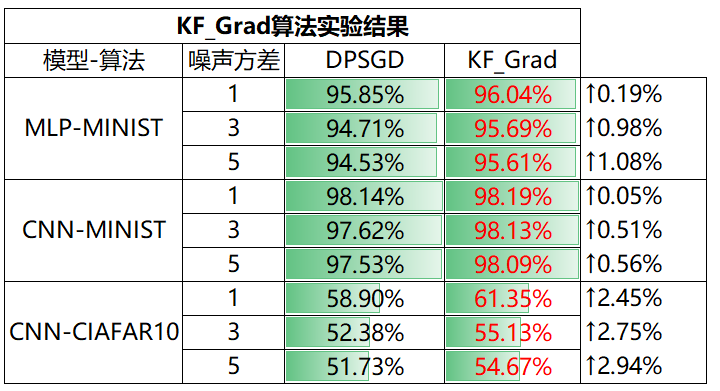 KF_Grad算法实验结果
模型-算法 噪声方差 DPSGD KF_Grad
MLP-MINIST 1 95.85% 96.04% ↑0.19%
3 94.71% 95.69% ↑0.98%
5 94.53% 95.61% ↑1.08%
CNN-MINIST 1 98.14% 98.19% ↑0.05%
3 97.62% 98.13% ↑0.51%
5 97.53% 98.09% ↑0.56%
CNN-CIAFAR10 1 58.90% 61.35% ↑2.45%
3 52.38% 55.13% ↑2.75%
5 51.73% 54.67% ↑2.94%